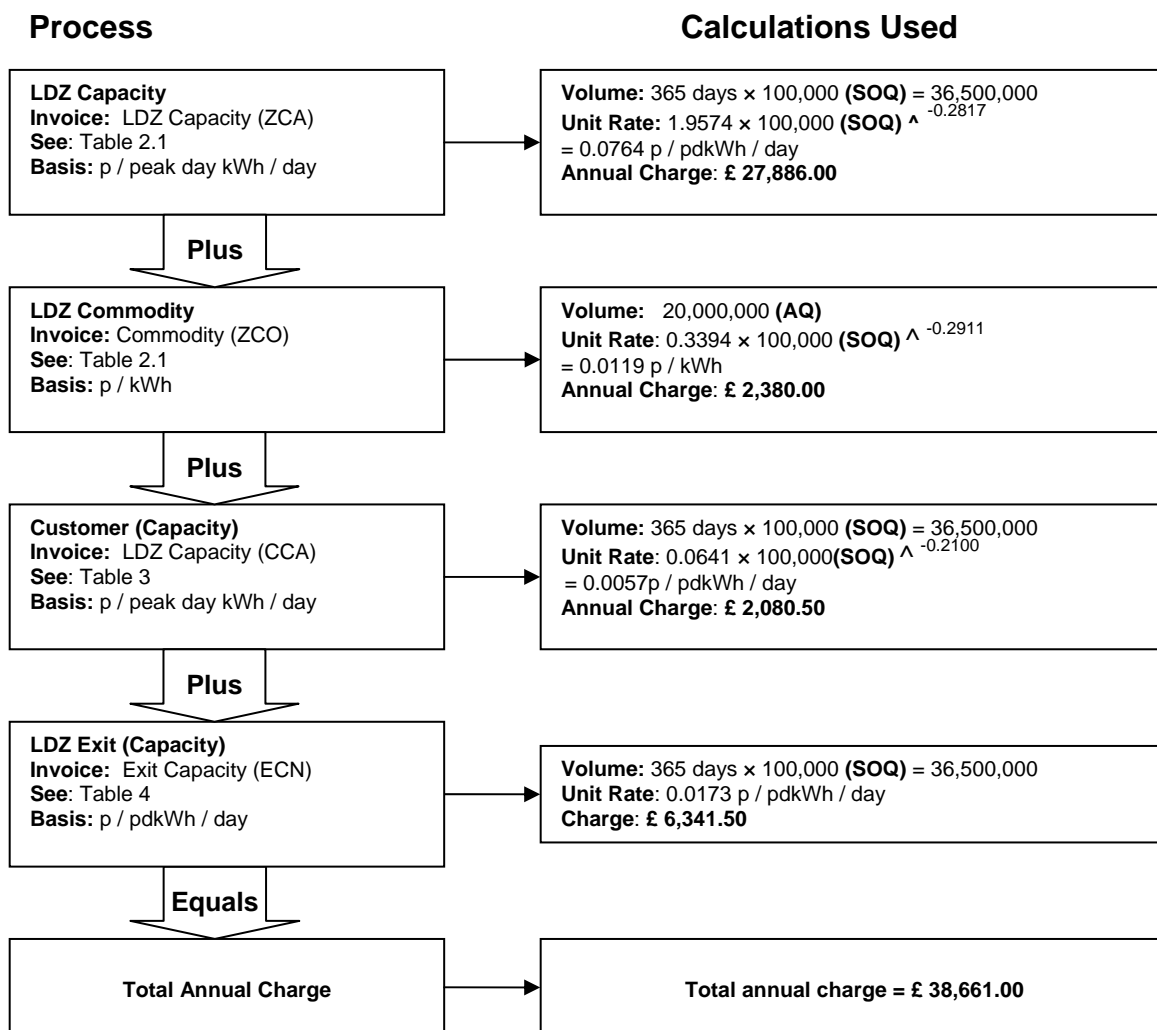 Process
Calculations Used
LDZ Capacity
Invoice: LDZ Capacity (ZCA)
See: Table 2.1
Basis: p / peak day kWh / day
Volume: 365 days × 100,000 (SOQ) = 36,500,000
Unit Rate: 1.9574 × 100,000 (SOQ) ^ -0.2817
= 0.0764 p / pdkWh / day
Annual Charge: £ 27,886.00
Plus
LDZ Commodity
Invoice: Commodity (ZCO)
See: Table 2.1
Basis: p / kWh
Volume: 20,000,000 (AQ)
Unit Rate: 0.3394 × 100,000 (SOQ) ^ -0.2911
= 0.0119 p / kWh
Annual Charge: £ 2,380.00
Plus
Customer (Capacity)
Invoice: LDZ Capacity (CCA)
See: Table 3
Basis: p / peak day kWh / day
Volume: 365 days × 100,000 (SOQ) = 36,500,000
Unit Rate: 0.0641 × 100,000(SOQ) ^ -0.2100
= 0.0057p / pdkWh / day
Annual Charge: £ 2,080.50
Plus
LDZ Exit (Capacity)
Invoice: Exit Capacity (ECN)
See: Table 4
Basis: p / pdkWh / day
Volume: 365 days × 100,000 (SOQ) = 36,500,000
Unit Rate: 0.0173 p / pdkWh / day
Charge: £ 6,341.50
Equals
Total Annual Charge
Total annual charge = £ 38,661.00